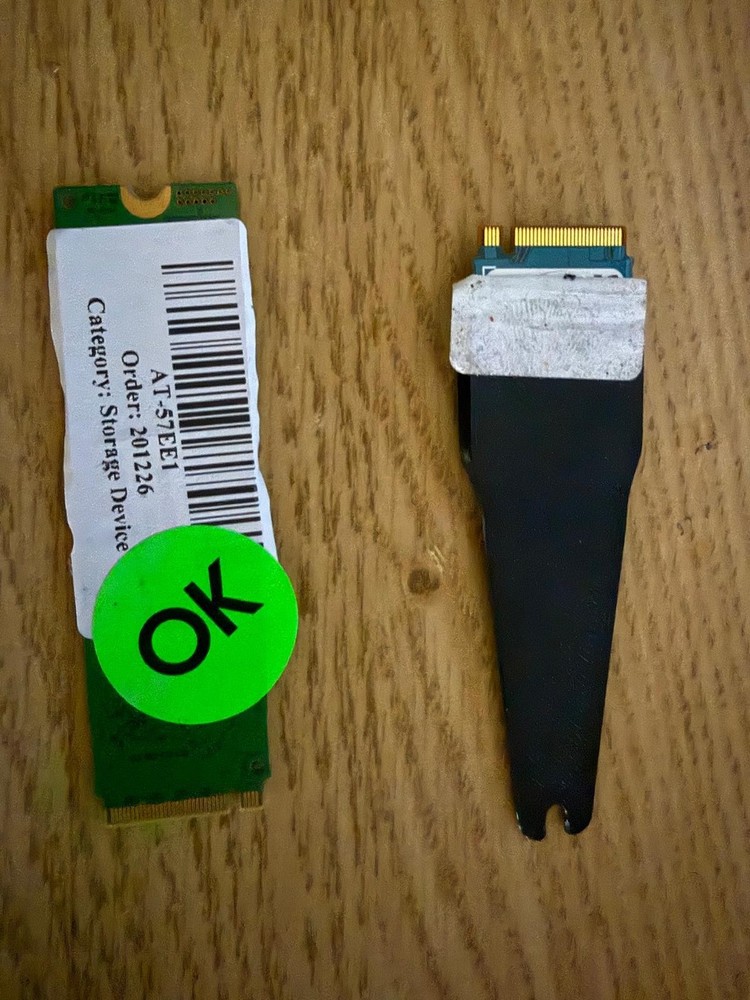 AT-57EE1
Order: 201226
Category: Storage Device
OK